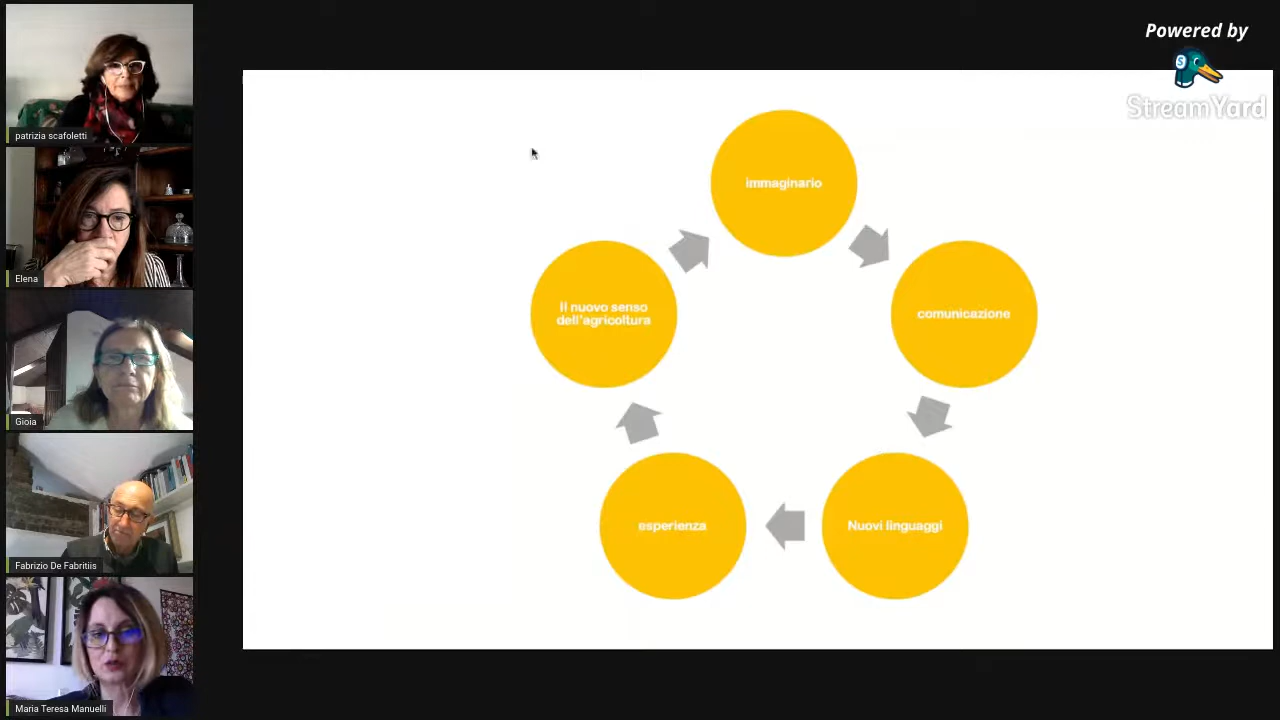 Powered by
StreamYard
patrizia scafoletti
Elena
Gioia
Fabrizio De Fabritiis
Maria Teresa Manuelli
immaginario
comunicazione
Nuovi linguaggi
esperienza
Il nuovo senso
dell'agricoltura